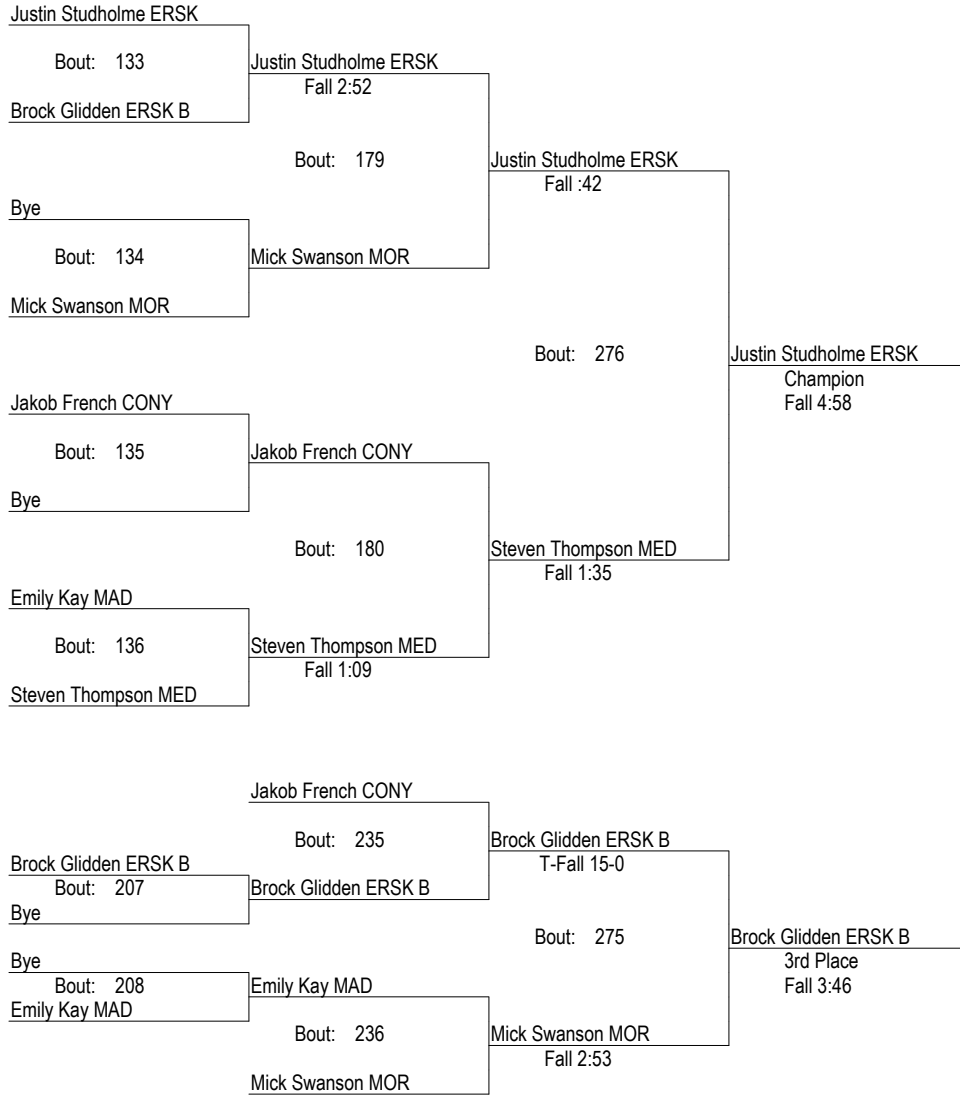 Justin Studholme ERSK
Bout: 133
Justin Studholme ERSK
Fall 2:52
Brock Glidden ERSK B
Bout: 179
Justin Studholme ERSK
Fall :42
Bye
Bout: 134
Mick Swanson MOR
Mick Swanson MOR
Bout: 276
Justin Studholme ERSK
Champion
Fall 4:58
Jakob French CONY
Bout: 135
Jakob French CONY
Bye
Bout: 180
Steven Thompson MED
Fall 1:35
Emily Kay MAD
Bout: 136
Steven Thompson MED
Fall 1:09
Steven Thompson MED
Jakob French CONY
Bout: 235
Brock Glidden ERSK B
T-Fall 15-0
Brock Glidden ERSK B
Bout: 207
Brock Glidden ERSK B
Bye
Bout: 275
Brock Glidden ERSK B
3rd Place
Fall 3:46
Bye
Bout: 208
Emily Kay MAD
Emily Kay MAD
Bout: 236
Mick Swanson MOR
Fall 2:53
Mick Swanson MOR